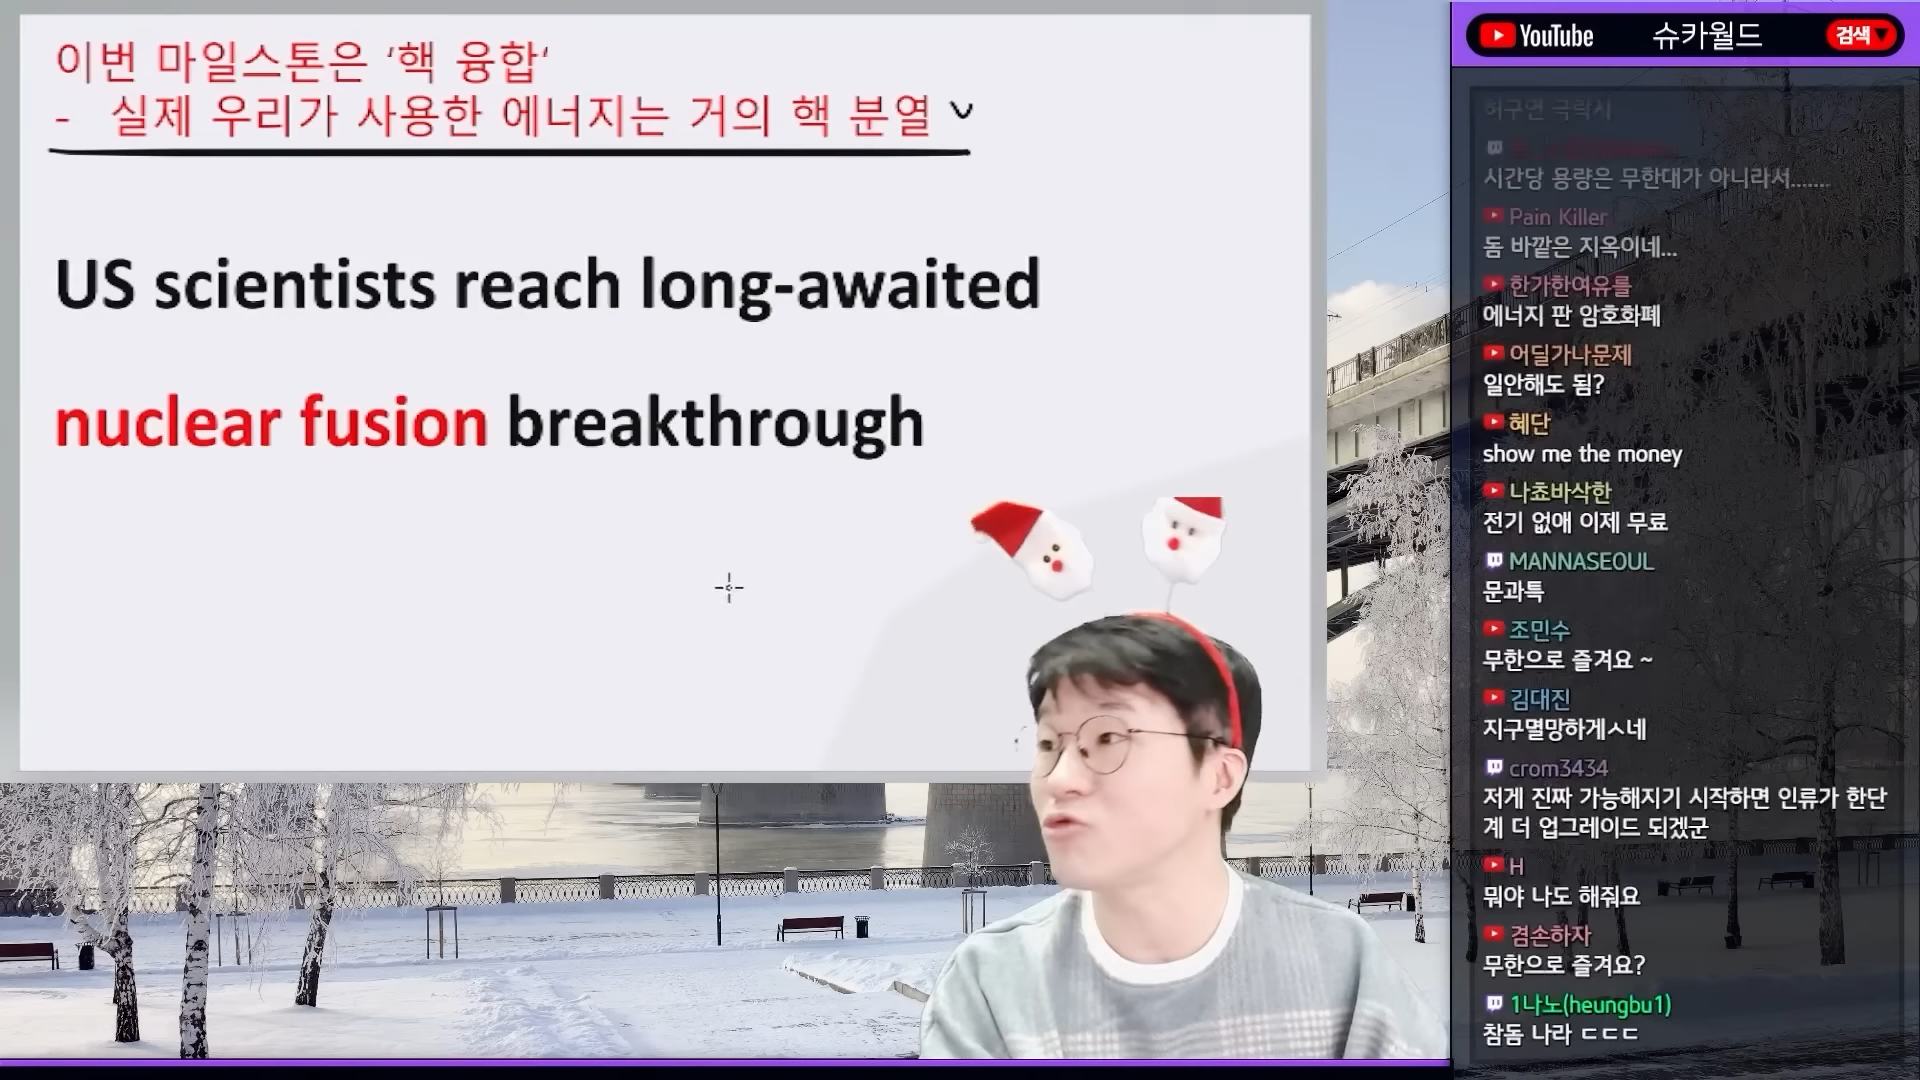 이번 마일스톤은 ‘핵 융합‘
- 실제 우리가 사용한 에너지는 거의 핵 분열
US scientists reach long-awaited
nuclear fusion breakthrough
YouTube 슈카월드 검색
허구연 극락시
시간당 용량은 무한대가 아니라서.......
Pain Killer
돔 바깥은 지옥이네...
한가한여유를
에너지 판 암호화폐
어딜가나문제
일안해도 됨?
혜단
show me the money
나쵸바삭한
전기 없애 이제 무료
MANNASEOUL
문과특
조민수
무한으로 즐겨요 ~
김대진
지구멸망하게ㅅ네
crom3434
저게 진짜 가능해지기 시작하면 인류가 한단
계 더 업그레이드 되겠군
H
뭐야 나도 해줘요
겸손하자
무한으로 즐겨요?
1나노(heungbu1)
참돔 나라 ㄷㄷㄷ